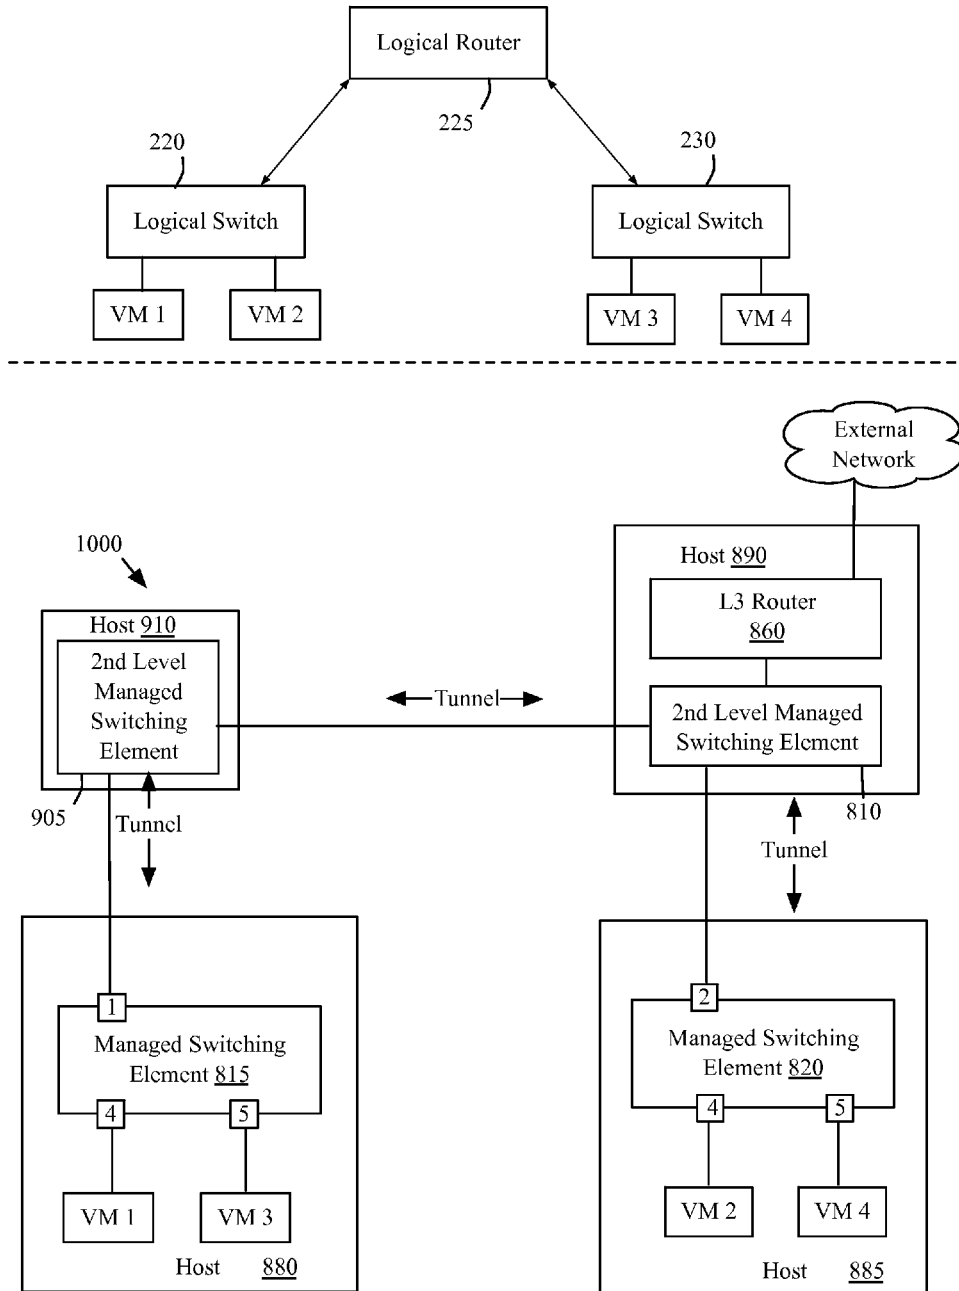 Logical Router
225
220
230
Logical Switch
Logical Switch
VM 1
VM 2
VM 3
VM 4
External
Network
1000
Host 890
L3 Router
860
Host 910
2nd Level
Managed
Switching
Element
Tunnel
2nd Level Managed
Switching Element
905
810
Tunnel
Tunnel
1
Managed Switching
Element 815
4
5
VM 1
VM 3
Host 880
2
Managed Switching
Element 820
4
5
VM 2
VM 4
Host 885